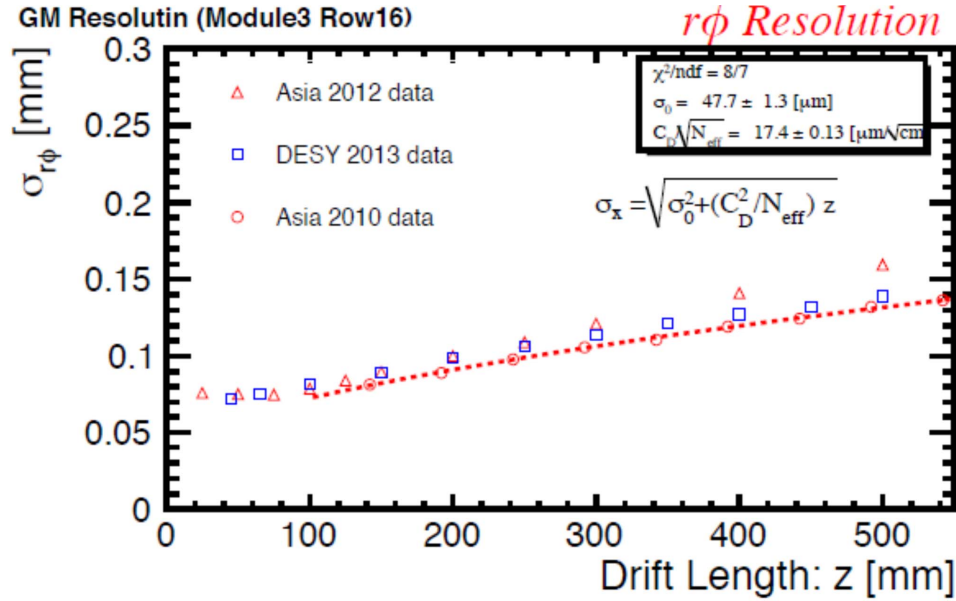 GM Resolutin (Module3 Row16)
rϕ Resolution
σrϕ [mm]
0.3
0.25
0.2
0.15
0.1
0.05
0
Asia 2012 data
DESY 2013 data
Asia 2010 data
χ²/ndf = 8/7
σ₀ = 47.7 ± 1.3 [μm]
C_D/√N_eff = 17.4 ± 0.13 [μm/√cm
σₓ = √σ₀²+(C_D²/N_eff) z
0 100 200 300 400 500
Drift Length: z [mm]